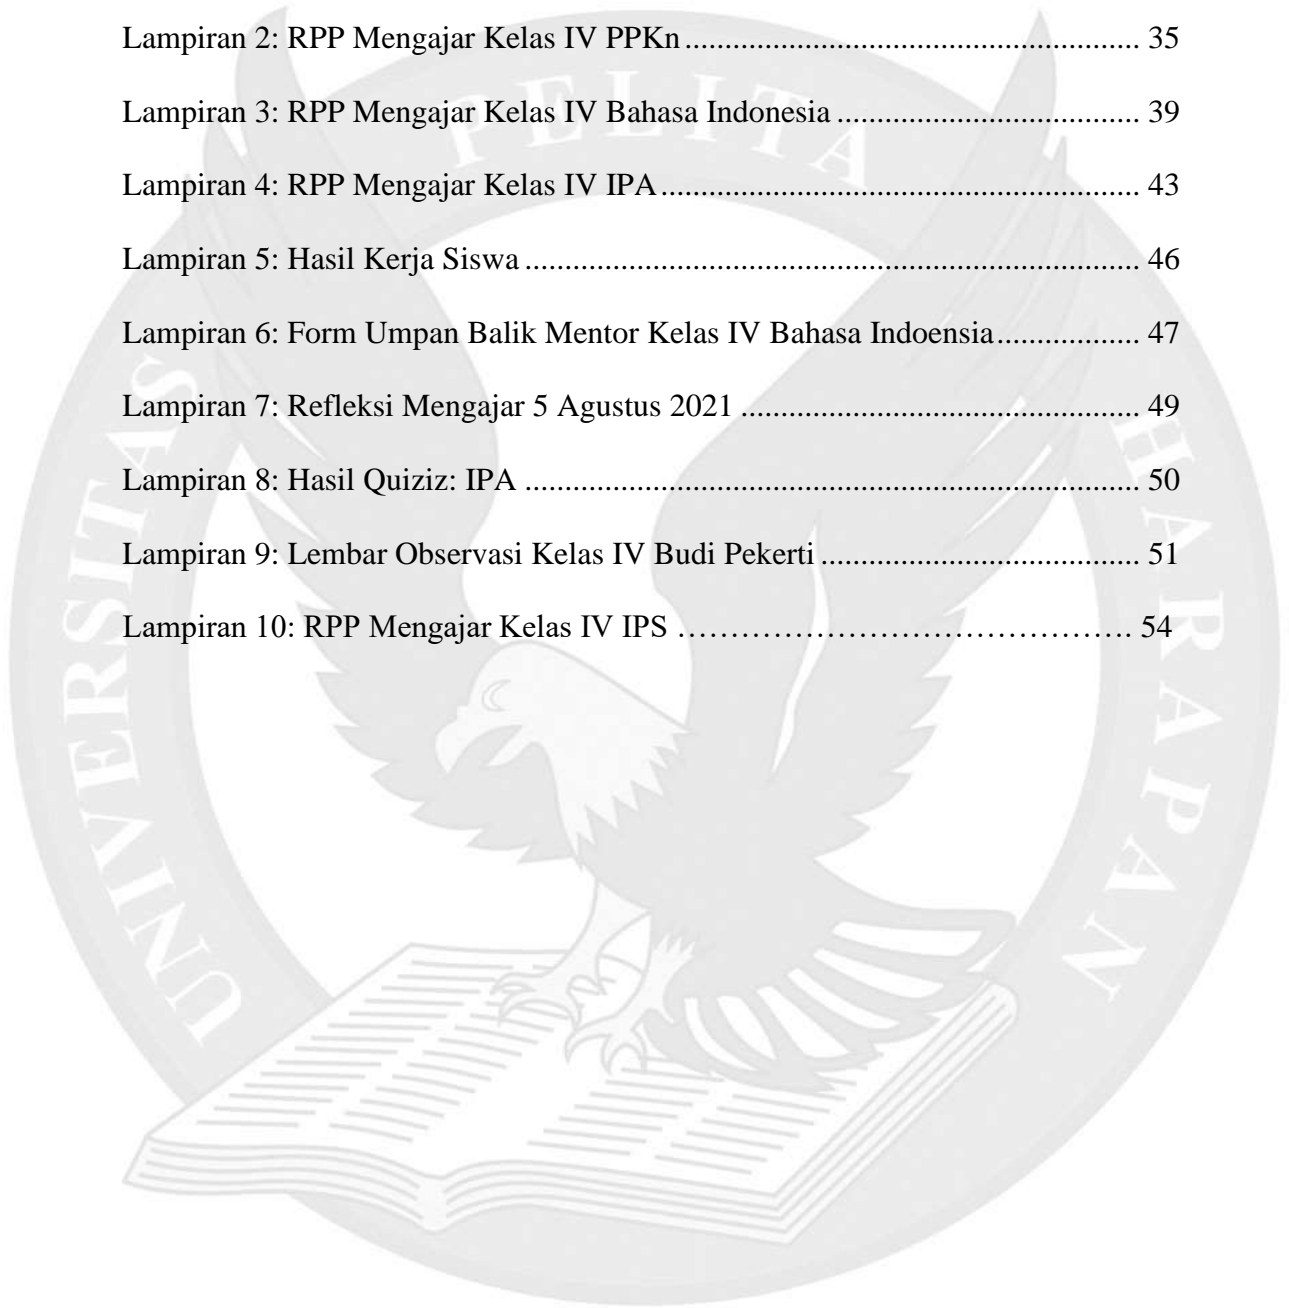 Lampiran 2: RPP Mengajar Kelas IV PPKn ......................................................... 35
Lampiran 3: RPP Mengajar Kelas IV Bahasa Indonesia ...................................... 39
Lampiran 4: RPP Mengajar Kelas IV IPA ............................................................ 43
Lampiran 5: Hasil Kerja Siswa ............................................................................. 46
Lampiran 6: Form Umpan Balik Mentor Kelas IV Bahasa Indoensia .................. 47
Lampiran 7: Refleksi Mengajar 5 Agustus 2021 .................................................. 49
Lampiran 8: Hasil Quiziz: IPA ............................................................................. 50
Lampiran 9: Lembar Observasi Kelas IV Budi Pekerti ........................................ 51
Lampiran 10: RPP Mengajar Kelas IV IPS ……………………………………. 54
UNIVERSITAS PELITA HARAPAN